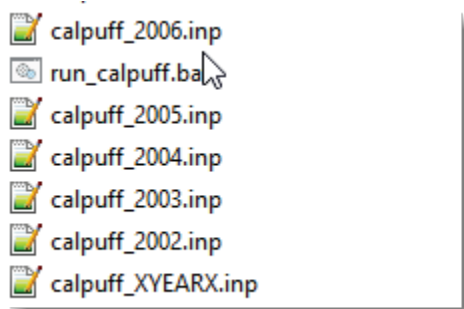 calpuff_2006.inp
run_calpuff.ba
calpuff_2005.inp
calpuff_2004.inp
calpuff_2003.inp
calpuff_2002.inp
calpuff_XYEARX.inp